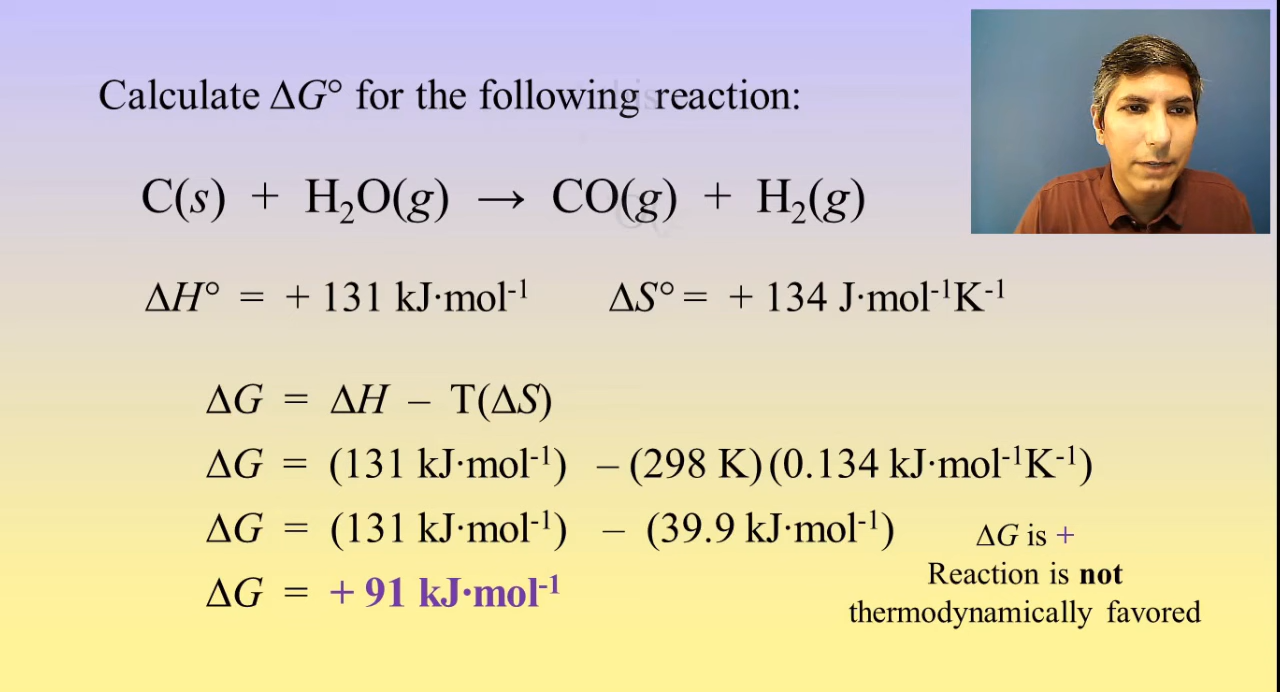 Calculate ΔG° for the following reaction:
C(s) + H₂O(g) → CO(g) + H₂(g)
ΔH° = + 131 kJ·mol⁻¹ ΔS° = + 134 J·mol⁻¹K⁻¹
ΔG = ΔH – T(ΔS)
ΔG = (131 kJ·mol⁻¹) – (298 K)(0.134 kJ·mol⁻¹K⁻¹)
ΔG = (131 kJ·mol⁻¹) – (39.9 kJ·mol⁻¹)
ΔG = + 91 kJ·mol⁻¹
ΔG is +
Reaction is not
thermodynamically favored